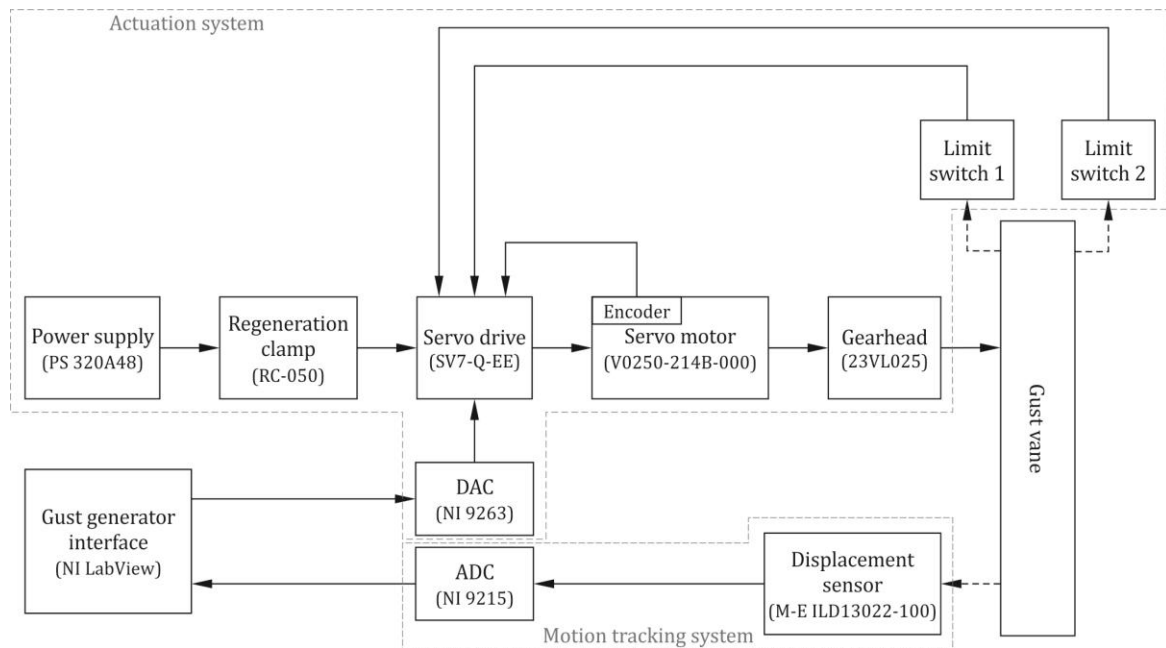 Actuation system
Limit
switch 1
Limit
switch 2
Power supply
(PS 320A48)
Regeneration
clamp
(RC-050)
Servo drive
(SV7-Q-EE)
Encoder
Servo motor
(V0250-214B-000)
Gearhead
(23VL025)
Gust vane
Gust generator
interface
(NI LabView)
DAC
(NI 9263)
ADC
(NI 9215)
Displacement
sensor
(M-E ILD13022-100)
Motion tracking system